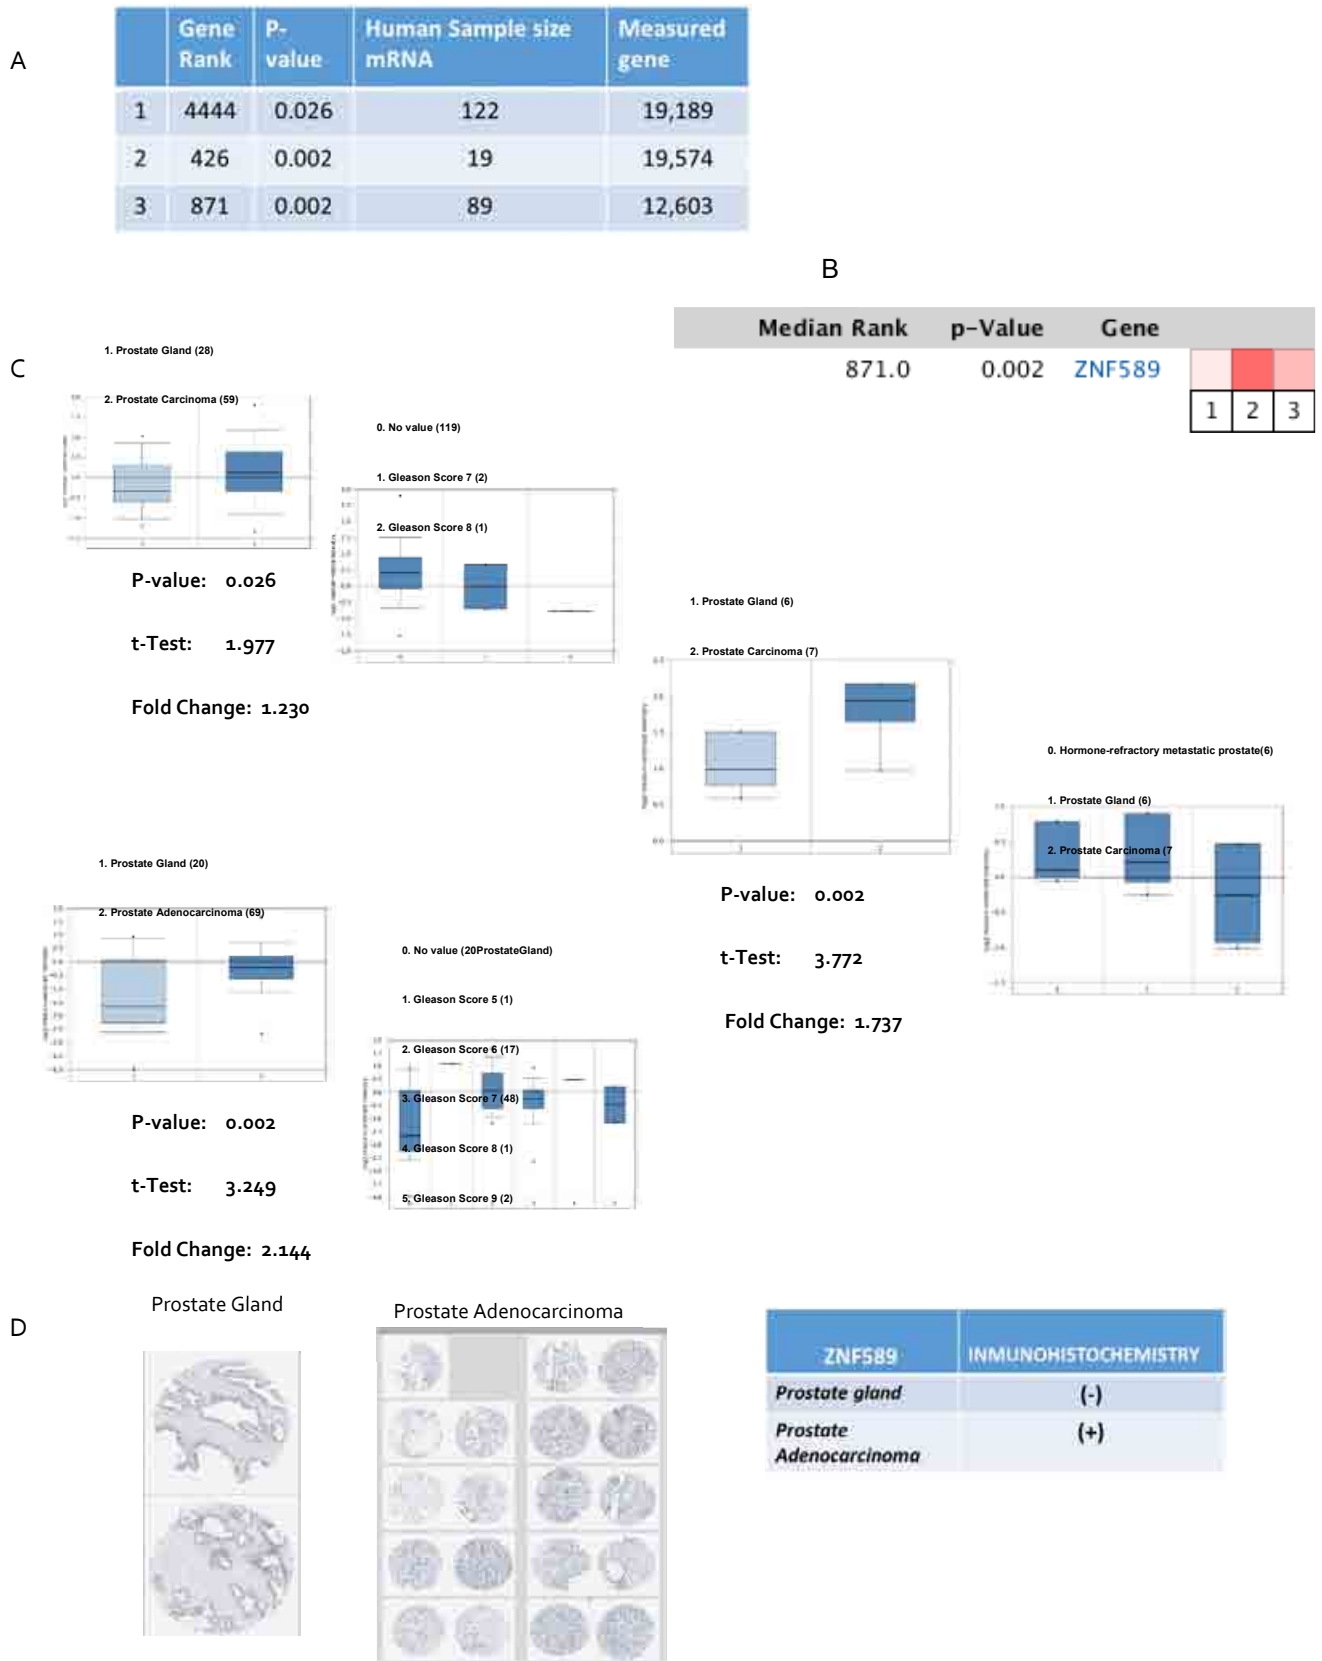 A
Gene Rank P-value Human Sample size mRNA Measured gene
1 4444 0.026 122 19,189
2 426 0.002 19 19,574
3 871 0.002 89 12,603
B
Median Rank p-Value Gene
871.0 0.002 ZNF589
1 2 3
C
1. Prostate Gland (28)
2. Prostate Carcinoma (59)
P-value: 0.026
t-Test: 1.977
Fold Change: 1.230
0. No value (119)
1. Gleason Score 7 (2)
2. Gleason Score 8 (1)
1. Prostate Gland (6)
2. Prostate Carcinoma (7)
P-value: 0.002
t-Test: 3.772
Fold Change: 1.737
0. Hormone-refractory metastatic prostate(6)
1. Prostate Gland (6)
2. Prostate Carcinoma (7
1. Prostate Gland (20)
2. Prostate Adenocarcinoma (69)
P-value: 0.002
t-Test: 3.249
Fold Change: 2.144
0. No value (20ProstateGland)
1. Gleason Score 5 (1)
2. Gleason Score 6 (17)
3. Gleason Score 7 (48)
4. Gleason Score 8 (1)
5. Gleason Score 9 (2)
D
Prostate Gland
Prostate Adenocarcinoma
ZNF589 INMUNOHISTOCHEMISTRY
Prostate gland (-)
Prostate Adenocarcinoma (+)